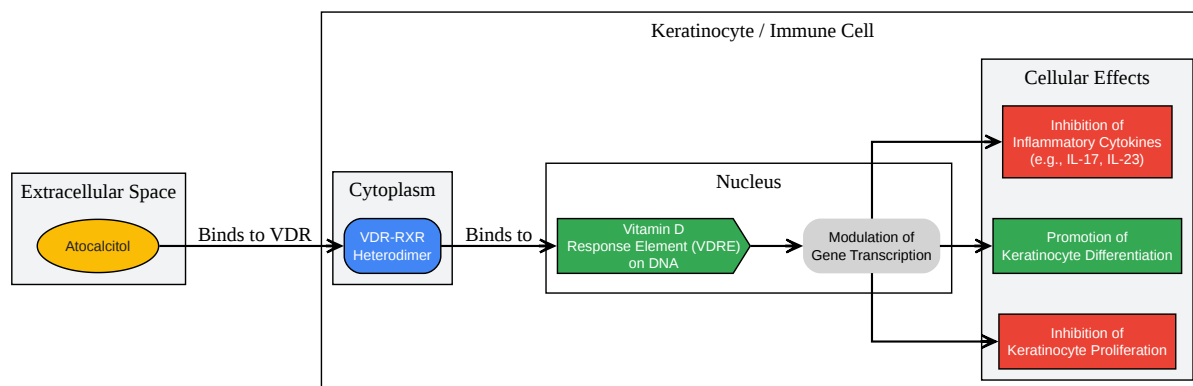 Keratinocyte / Immune Cell
Extracellular Space
Atocalcitol
Binds to VDR
Cytoplasm
VDR-RXR
Heterodimer
Binds to
Nucleus
Vitamin D
Response Element (VDRE)
on DNA
Modulation of
Gene Transcription
Cellular Effects
Inhibition of
Inflammatory Cytokines
(e.g., IL-17, IL-23)
Promotion of
Keratinocyte Differentiation
Inhibition of
Keratinocyte Proliferation